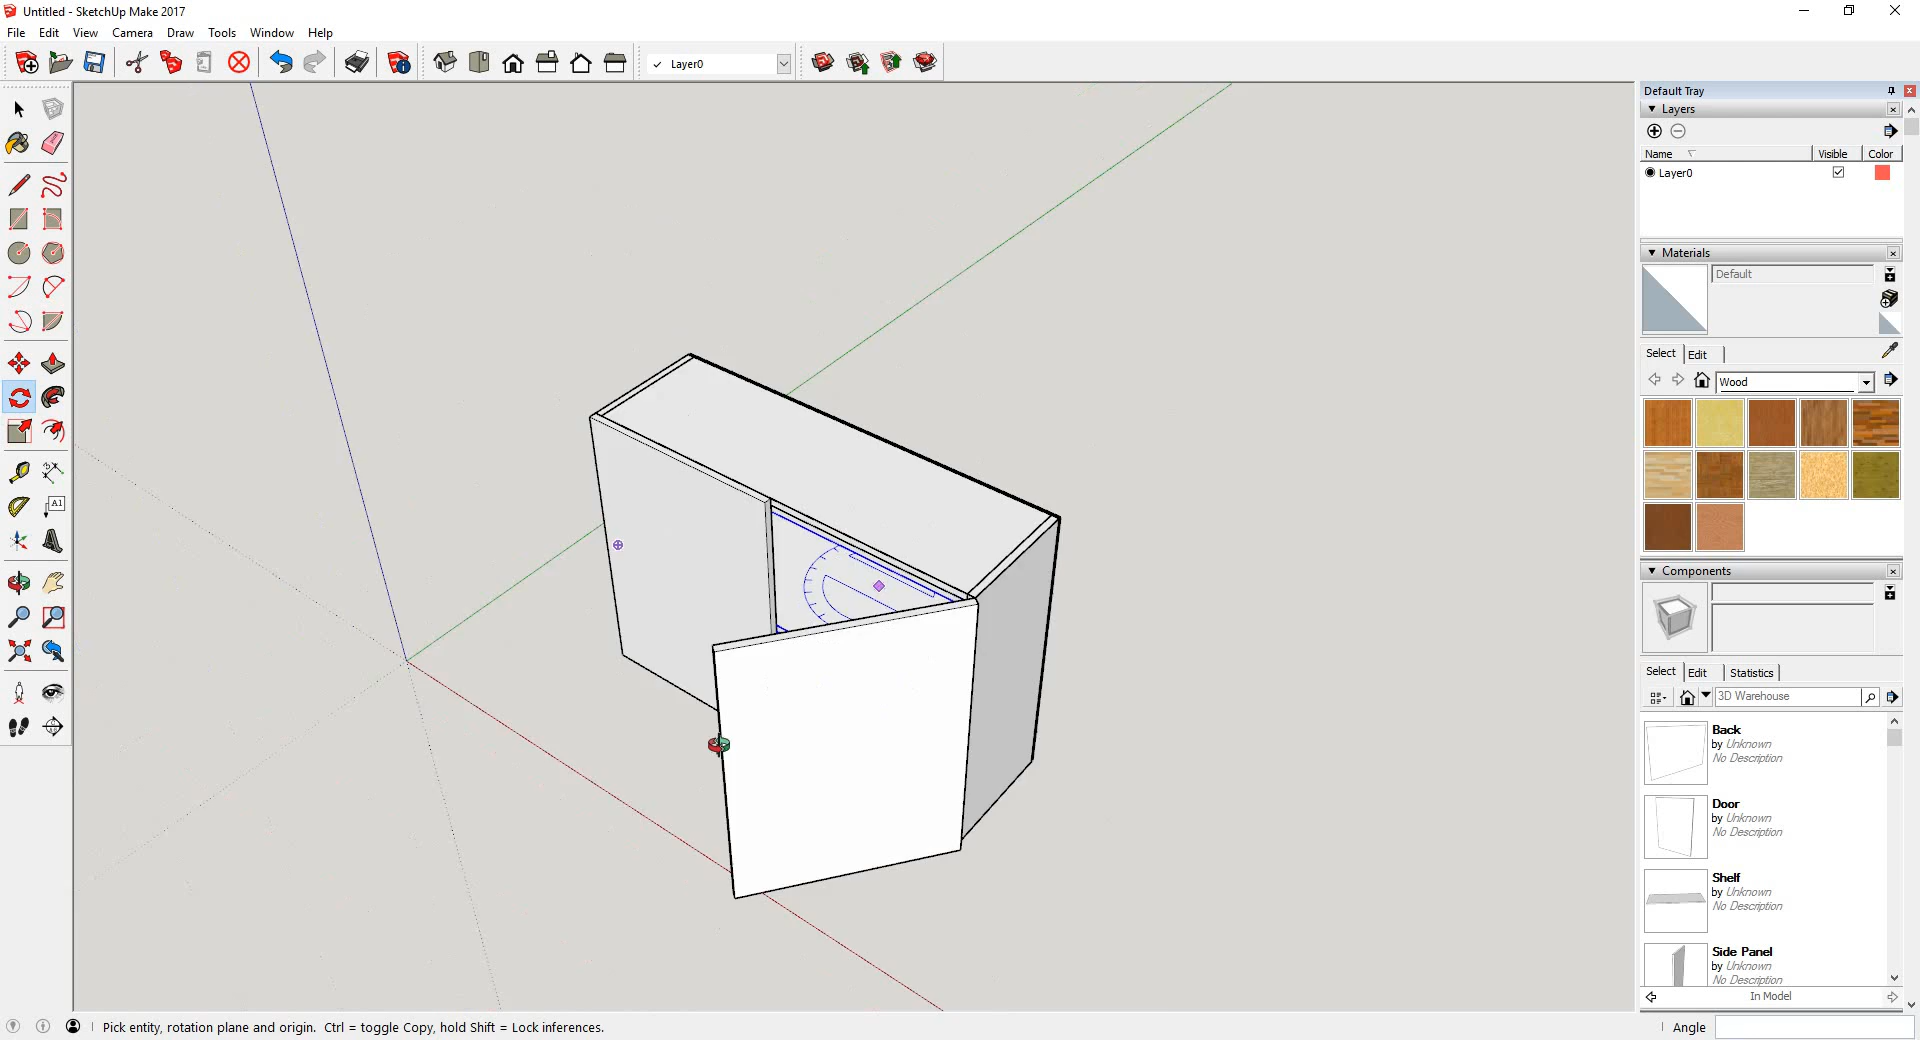 Untitled - SketchUp Make 2017
File Edit View Camera Draw Tools Window Help
Layer0
Default Tray
Layers
Name Visible Color
Layer0
Materials
Default
Select Edit
Wood
Components
Select Edit Statistics
3D Warehouse
Back
by Unknown
No Description
Door
by Unknown
No Description
Shelf
by Unknown
No Description
Side Panel
by Unknown
No Description
In Model
A1
Pick entity, rotation plane and origin. Ctrl = toggle Copy, hold Shift = Lock inferences.
Angle